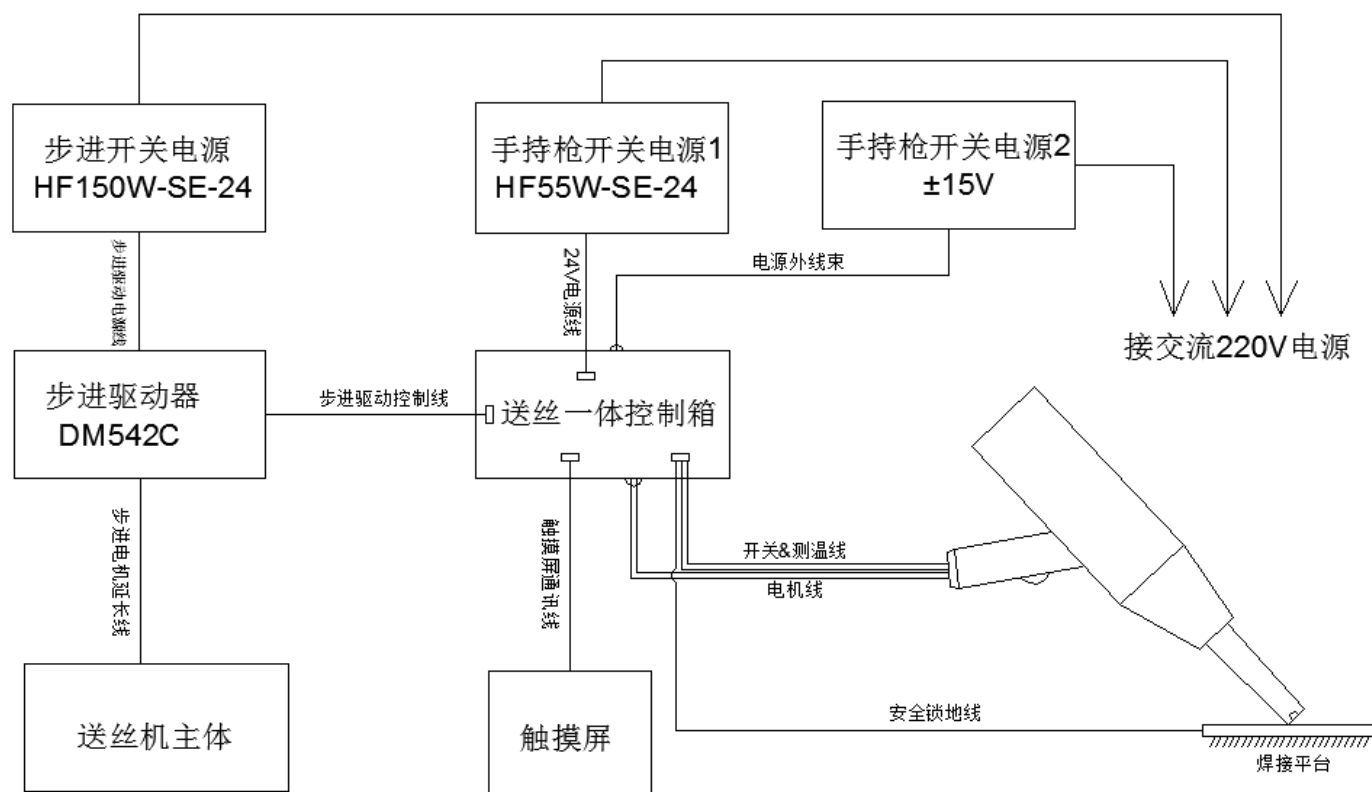 步进开关电源
HF150W-SE-24
手持枪开关电源1
HF55W-SE-24
手持枪开关电源2
±15V
步进驱动电源线
24V电源线
电源外线束
接交流220V电源
步进驱动器
DM542C
步进驱动控制线
送丝一体控制箱
步进电机延长线
触摸屏通讯线
开关&测温线
电机线
送丝机主体
触摸屏
安全锁地线
焊接平台